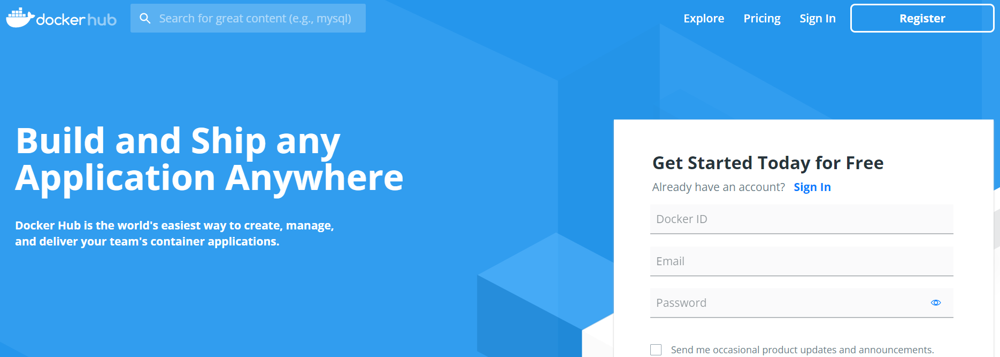 docker hub
Search for great content (e.g., mysql)
Explore
Pricing
Sign In
Register
Build and Ship any
Application Anywhere
Docker Hub is the world's easiest way to create, manage,
and deliver your team's container applications.
Get Started Today for Free
Already have an account? Sign In
Docker ID
Email
Password
Send me occasional product updates and announcements.